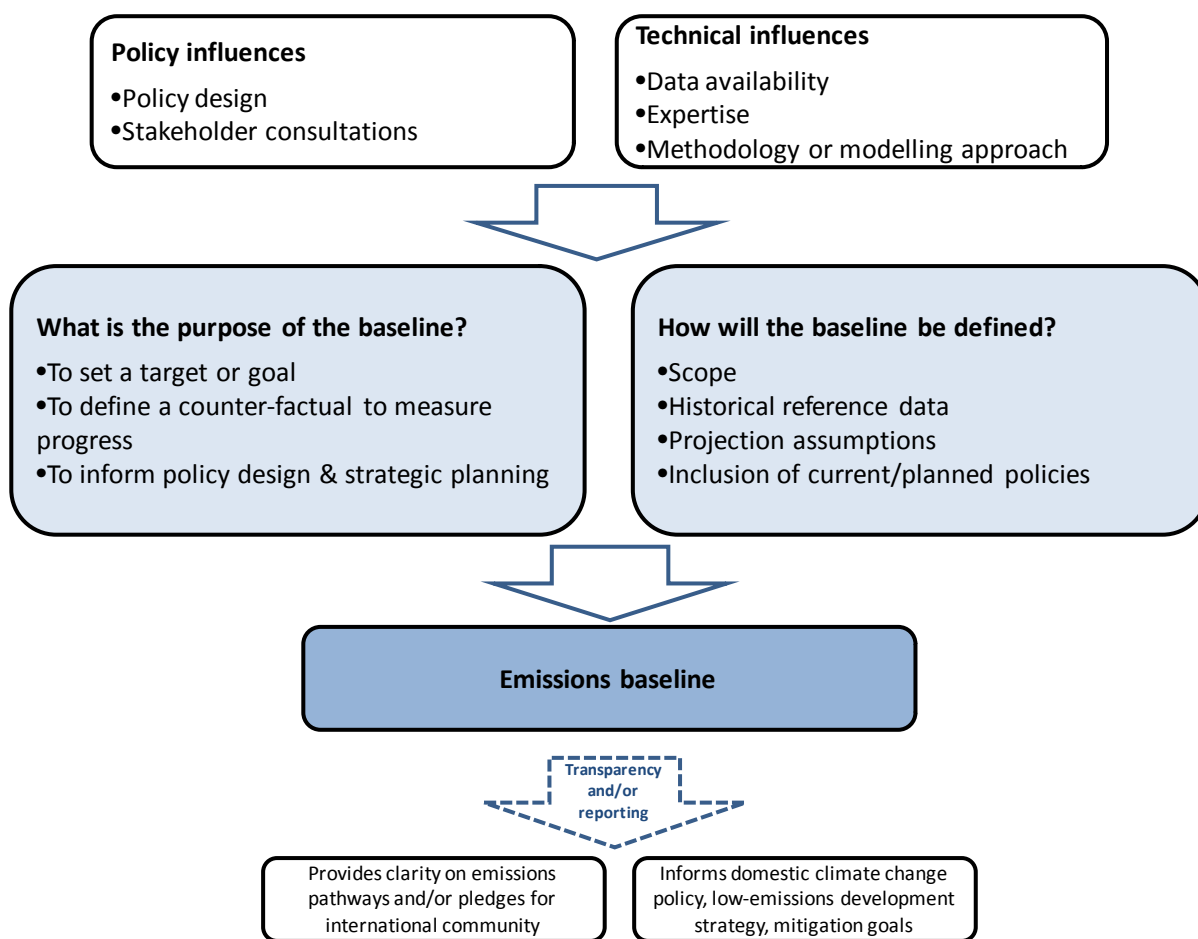 Policy influences
•Policy design
•Stakeholder consultations
Technical influences
•Data availability
•Expertise
•Methodology or modelling approach
What is the purpose of the baseline?
•To set a target or goal
•To define a counter-factual to measure
progress
•To inform policy design & strategic planning
How will the baseline be defined?
•Scope
•Historical reference data
•Projection assumptions
•Inclusion of current/planned policies
Emissions baseline
Transparency
and/or
reporting
Provides clarity on emissions
pathways and/or pledges for
international community
Informs domestic climate change
policy, low-emissions development
strategy, mitigation goals